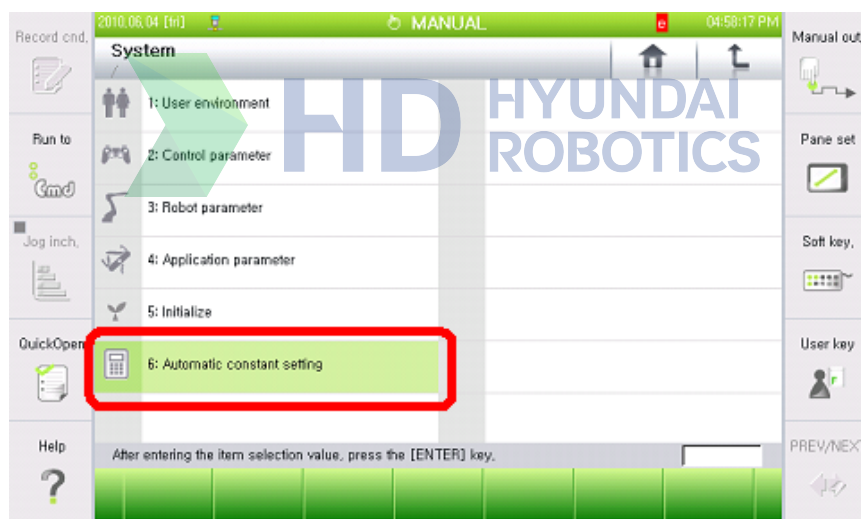 2010.06.04 [fri]
MANUAL
e
04:58:17 PM
Record cnd.
System
Manual out
HD HYUNDAI ROBOTICS
1: User environment
Run to
Cmd
2: Control parameter
Pane set
3: Robot parameter
Jog inch.
4: Application parameter
Soft key.
5: Initialize
QuickOpen
6: Automatic constant setting
User key
r
Help
After entering the item selection value, press the [ENTER] key.
PREV/NEX
?